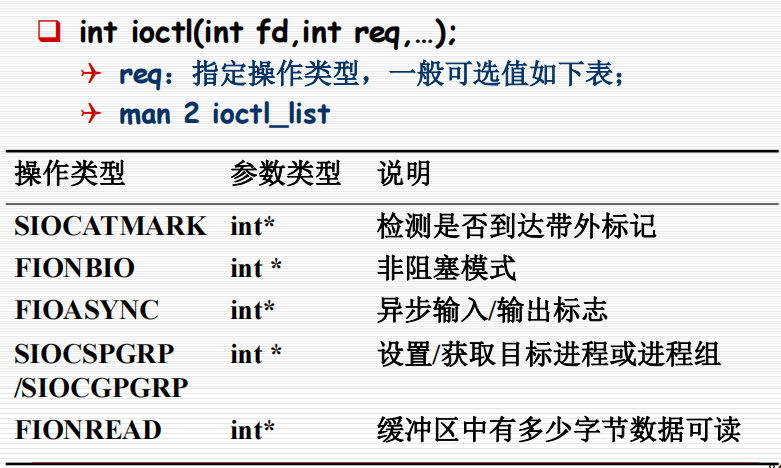 int ioctl(int fd,int req,…);
req：指定操作类型，一般可选值如下表；
man 2 ioctl_list
操作类型 参数类型 说明
SIOCATMARK int* 检测是否到达带外标记
FIONBIO int * 非阻塞模式
FIOASYNC int* 异步输入/输出标志
SIOCSPGRP int * 设置/获取目标进程或进程组
/SIOCGPGRP
FIONREAD int* 缓冲区中有多少字节数据可读